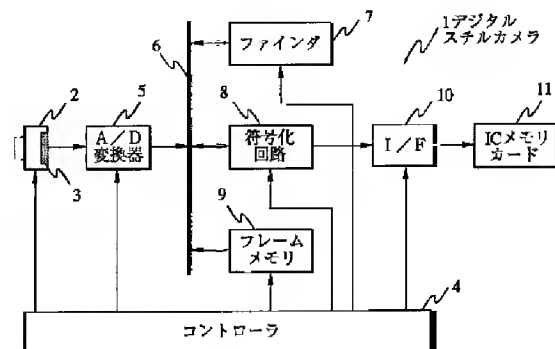 1デジタル
スチルカメラ
6
ファインダ
7
2
5
8
10
11
A/D
変換器
符号化
回路
I/F
ICメモリ
カード
3
9
フレーム
メモリ
4
コントローラ